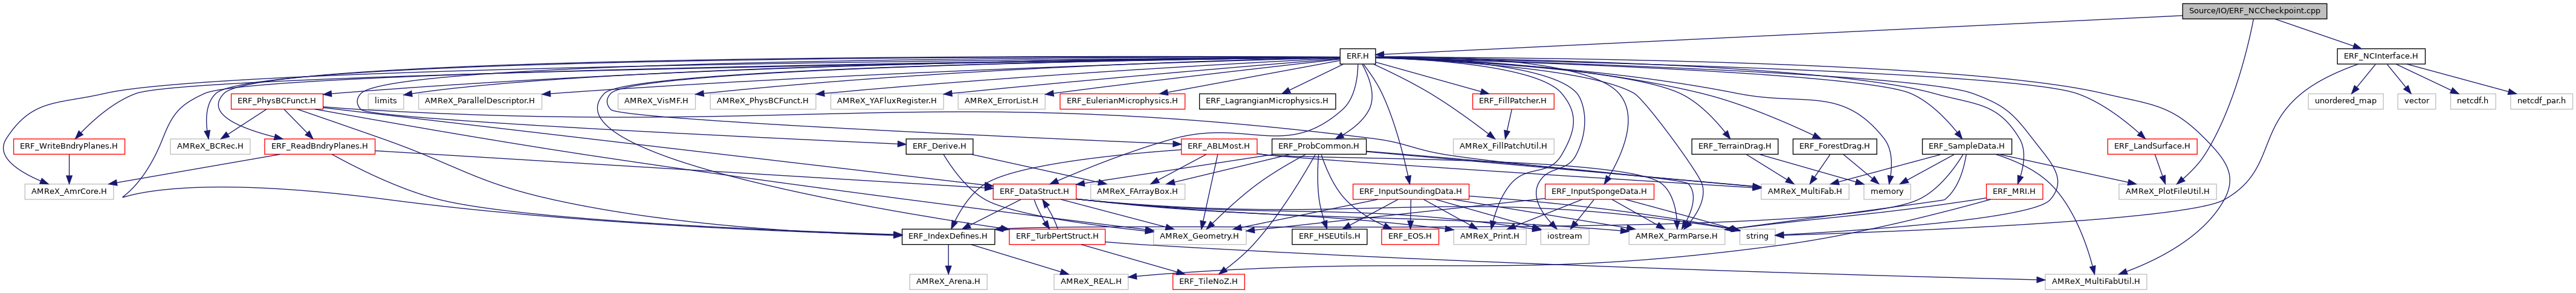 Source/IO/ERF_NCCheckpoint.cpp
ERF.H
ERF_NCInterface.H
ERF_PhysBCFunct.H
limits
AMReX_ParallelDescriptor.H
AMReX_VisMF.H
AMReX_PhysBCFunct.H
AMReX_YAFluxRegister.H
AMReX_ErrorList.H
ERF_EulerianMicrophysics.H
ERF_LagrangianMicrophysics.H
ERF_FillPatcher.H
unordered_map
vector
netcdf.h
netcdf_par.h
ERF_WriteBndryPlanes.H
AMReX_BCRec.H
ERF_ReadBndryPlanes.H
ERF_Derive.H
ERF_ABLMost.H
ERF_ProbCommon.H
AMReX_FillPatchUtil.H
ERF_TerrainDrag.H
ERF_ForestDrag.H
ERF_SampleData.H
ERF_LandSurface.H
AMReX_AmrCore.H
ERF_DataStruct.H
AMReX_FArrayBox.H
ERF_InputSoundingData.H
ERF_InputSpongeData.H
AMReX_MultiFab.H
memory
ERF_MRI.H
AMReX_PlotFileUtil.H
ERF_IndexDefines.H
ERF_TurbPertStruct.H
AMReX_Geometry.H
ERF_HSEUtils.H
ERF_EOS.H
AMReX_Print.H
iostream
AMReX_ParmParse.H
string
AMReX_Arena.H
AMReX_REAL.H
ERF_TileNoZ.H
AMReX_MultiFabUtil.H